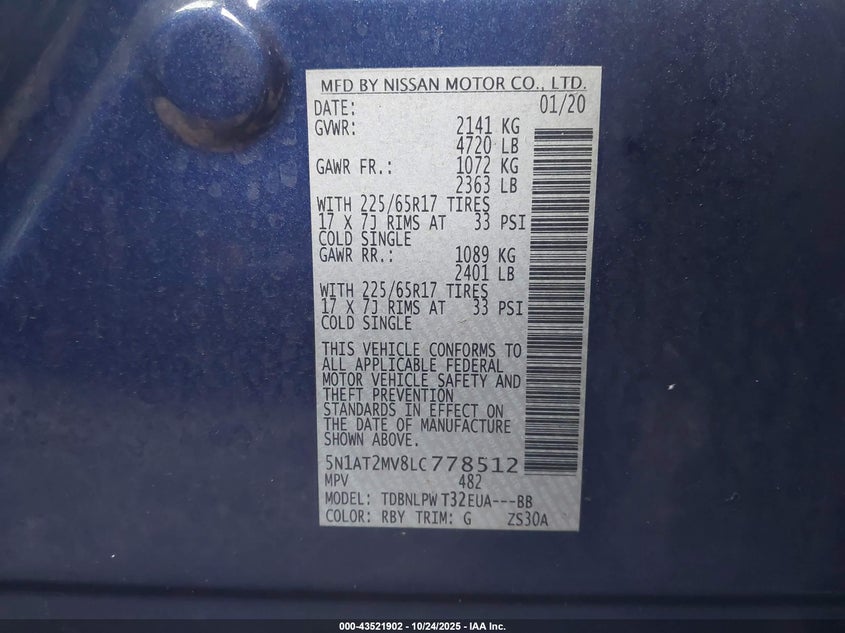 MFD BY NISSAN MOTOR CO., LTD.
DATE: 01/20
GVWR: 2141 KG
4720 LB
GAWR FR.: 1072 KG
2363 LB
WITH 225/65R17 TIRES
17 X 7J RIMS AT 33 PSI
COLD SINGLE
GAWR RR.: 1089 KG
2401 LB
WITH 225/65R17 TIRES
17 X 7J RIMS AT 33 PSI
COLD SINGLE
THIS VEHICLE CONFORMS TO
ALL APPLICABLE FEDERAL
MOTOR VEHICLE SAFETY AND
THEFT PREVENTION
STANDARDS IN EFFECT ON
THE DATE OF MANUFACTURE
SHOWN ABOVE.
5N1AT2MV8LC778512
MPV 482
MODEL: TDBNLPW T32EUA---BB
COLOR: RBY TRIM: G ZS30A
000-43521902 - 10/24/2025 - IAA Inc.